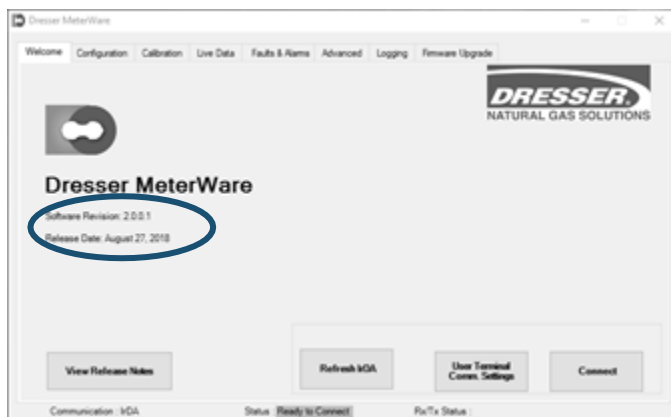 Dresser MeterWare
Welcome Configuration Calibration Live Data Faults & Alarms Advanced Logging Firmware Upgrade
DRESSER
NATURAL GAS SOLUTIONS
Dresser MeterWare
Software Revision: 2.0.0.1
Release Date: August 27, 2018
View Release Notes
Refresh IrDA
User Terminal
Comm. Settings
Connect
Communication : IrDA Status Ready to Connect Rx/Tx Status :